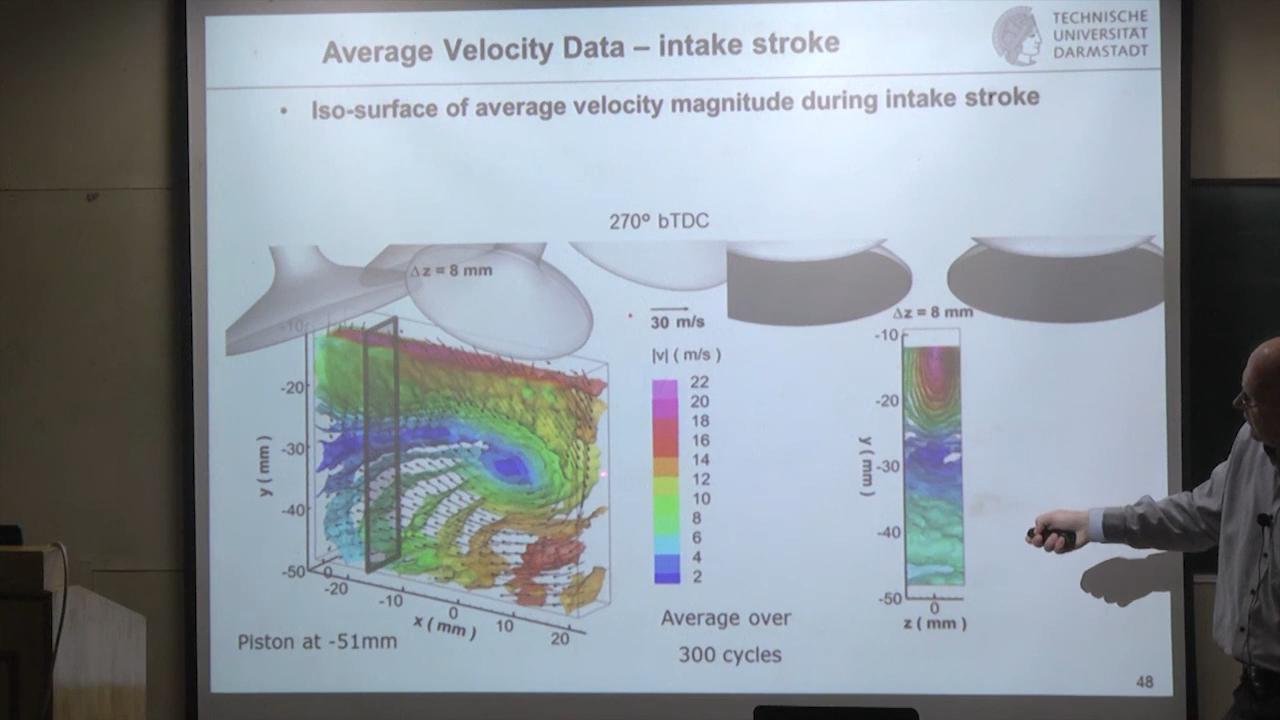 Average Velocity Data – intake stroke
TECHNISCHE
UNIVERSITÄT
DARMSTADT
• Iso-surface of average velocity magnitude during intake stroke
270º bTDC
Δz = 8 mm
30 m/s
|v| ( m/s )
22
20
18
16
14
12
10
8
6
4
2
-10
-20
-30
-40
-50
y ( mm )
0
-20
-10
0
10
20
x ( mm )
Δz = 8 mm
-10
-20
-30
-40
-50
y ( mm )
0
z ( mm )
Piston at -51mm
Average over
300 cycles
48